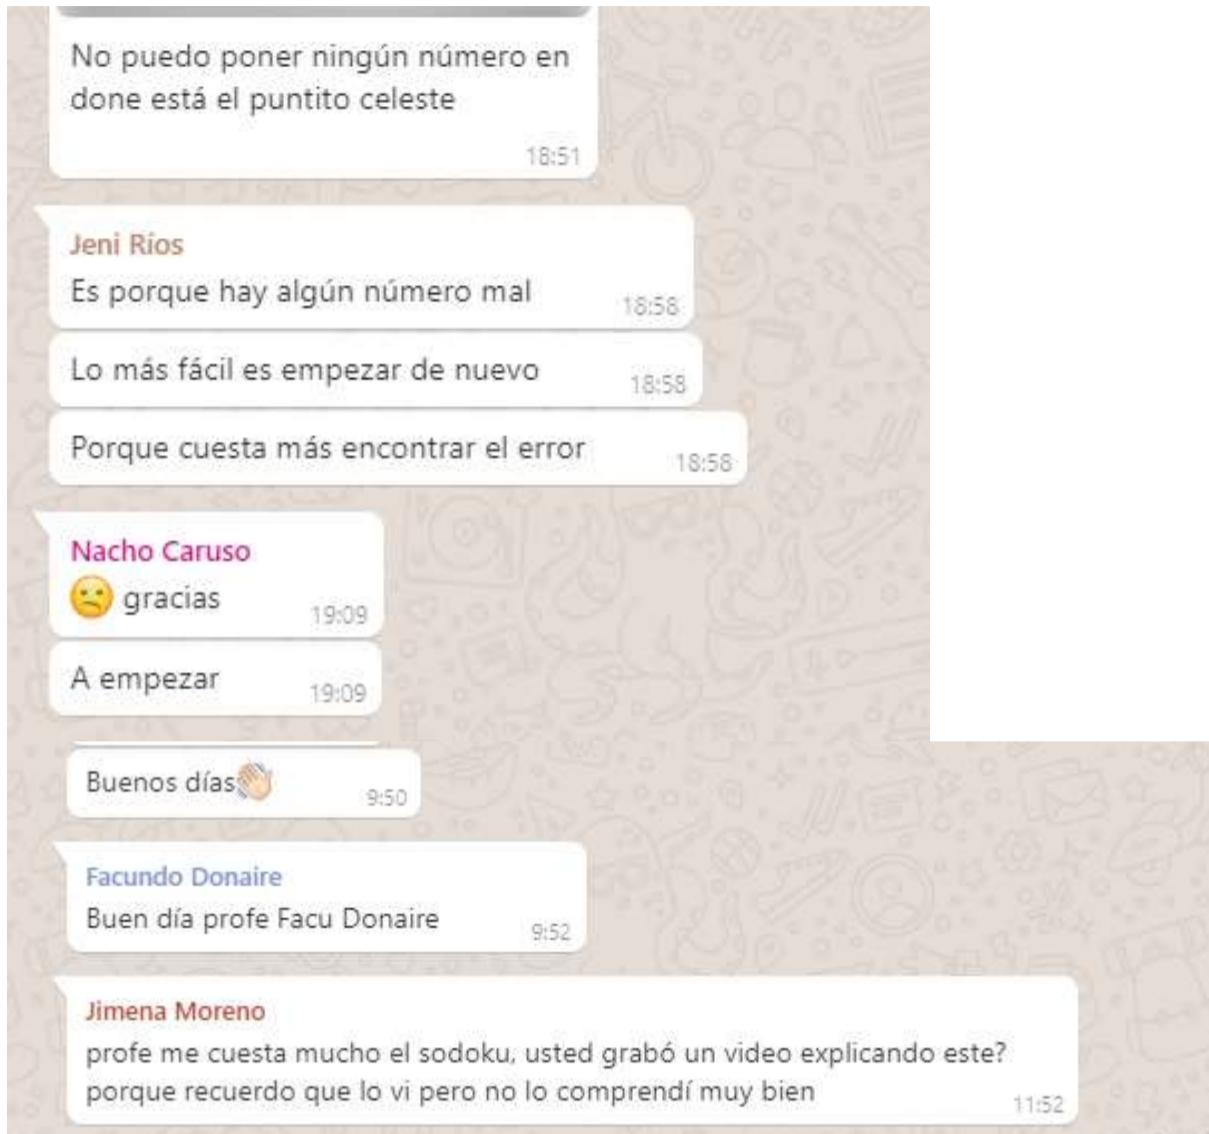 No puedo poner ningún número en
done está el puntito celeste
18:51
Jeni Ríos
Es porque hay algún número mal
18:58
Lo más fácil es empezar de nuevo
18:58
Porque cuesta más encontrar el error
18:58
Nacho Caruso
🙁 gracias
19:09
A empezar
19:09
Buenos días👋🏻
9:50
Facundo Donaire
Buen día profe Facu Donaire
9:52
Jimena Moreno
profe me cuesta mucho el sodoku, usted grabó un video explicando este?
porque recuerdo que lo vi pero no lo comprendí muy bien
11:52